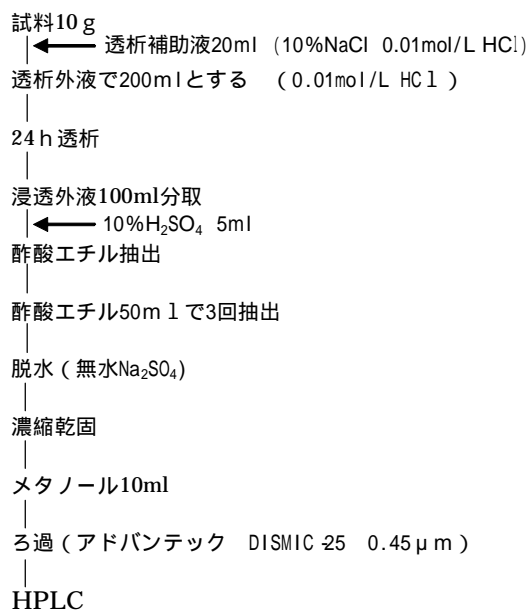 試料10ｇ
透析補助液20ml (10%NaCl 0.01mol/L HCl)
透析外液で200mlとする （0.01mol/L HCl）
24ｈ透析
浸透外液100ml分取
10%H₂SO₄ 5ml
酢酸エチル抽出
酢酸エチル50mlで3回抽出
脱水（無水Na₂SO₄）
濃縮乾固
メタノール10ml
ろ過（アドバンテック DISMIC-25 0.45μm）
HPLC